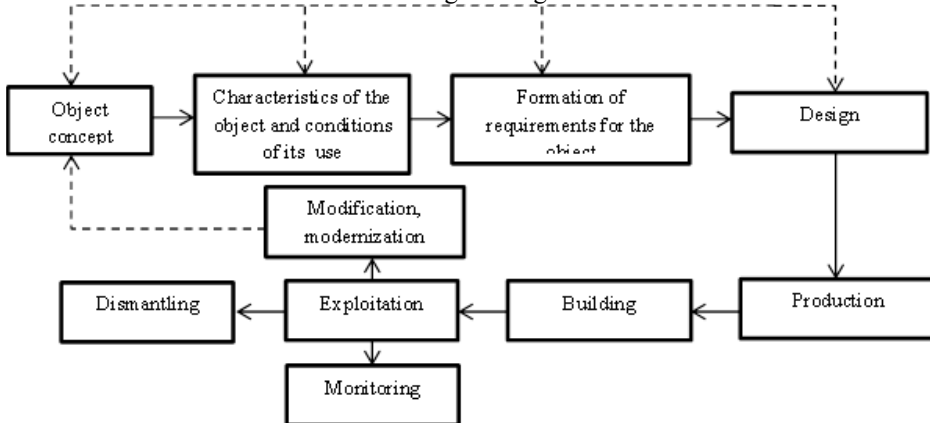 Object
concept
Characteristics of the
object and conditions
of its use
Formation of
requirements for the
object
Design
Modification,
modernization
Dismantling
Exploitation
Building
Production
Monitoring